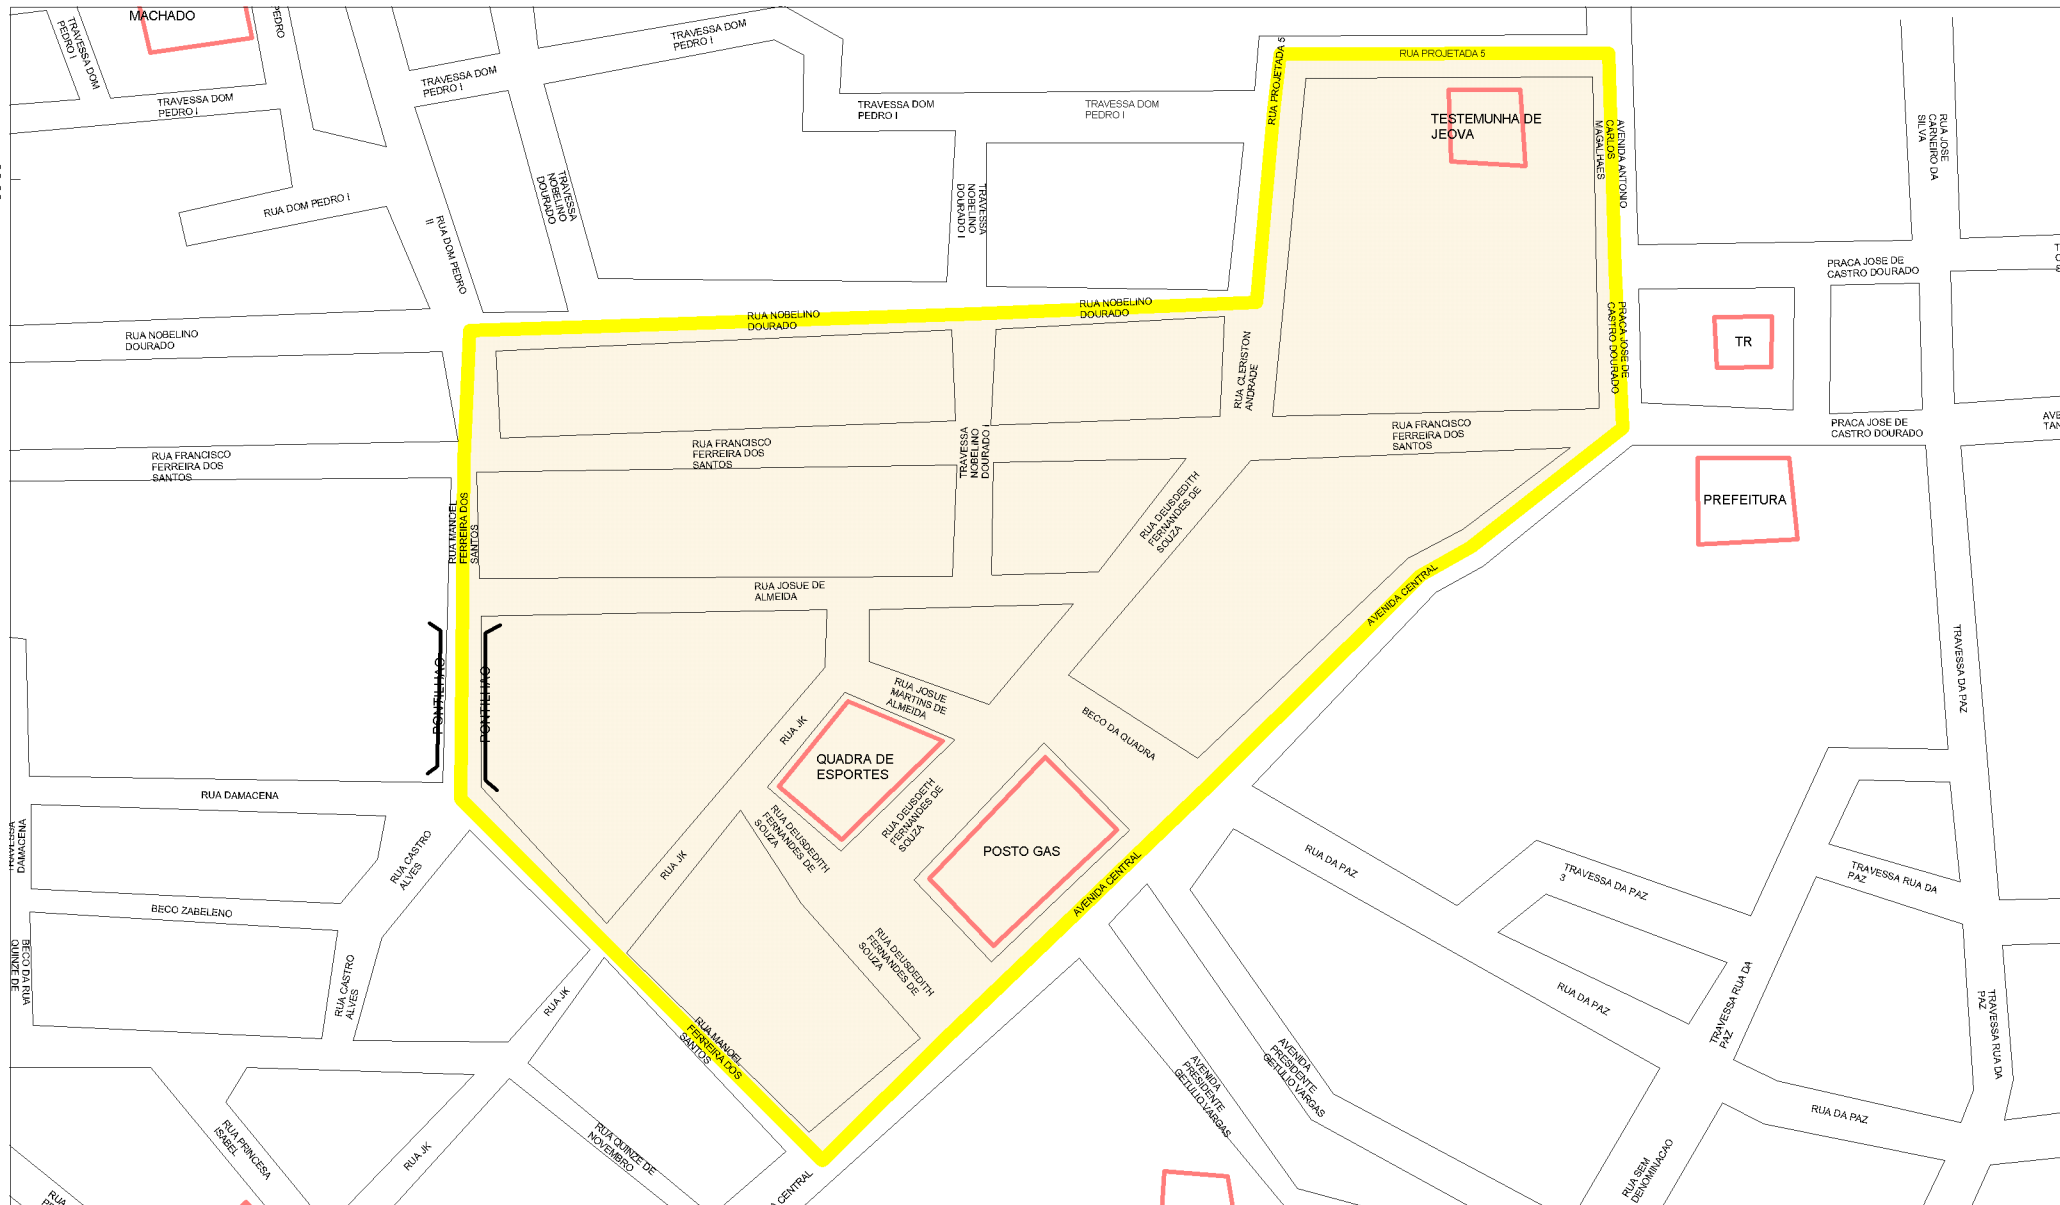 MACHADO
TRAVESSA DOM
PEDRO I
PEDRO
TRAVESSA DOM
PEDRO I
TRAVESSA DOM
PEDRO I
TRAVESSA DOM
PEDRO I
TRAVESSA DOM
PEDRO I
TRAVESSA DOM
PEDRO I
RUA PROJETADA 5
RUA PROJETADA 5
TESTEMUNHA DE
JEOVA
AVENIDA ANTONIO
CARLOS
MAGALHAES
RUA JOSE
CARNEIRO DA
SILVA
RUA DOM PEDRO I
RUA DOM PEDRO
II
TRAVESSA
NOBELINO
DOURADO
TRAVESSA
NOBELINO
DOURADO I
PRACA JOSE DE
CASTRO DOURADO
RUA NOBELINO
DOURADO
RUA NOBELINO
DOURADO
RUA NOBELINO
DOURADO
RUA CLERISTON
ANDRADE
PRACA JOSE DE
CASTRO DOURADO
TR
PRACA JOSE DE
CASTRO DOURADO
AVE
TAN
RUA FRANCISCO
FERREIRA DOS
SANTOS
RUA FRANCISCO
FERREIRA DOS
SANTOS
TRAVESSA
NOBELINO
DOURADO I
RUA FRANCISCO
FERREIRA DOS
SANTOS
RUA MANOEL
FERREIRA DOS
SANTOS
RUA DEUSDEDITH
FERNANDES DE
SOUZA
PREFEITURA
RUA JOSUE DE
ALMEIDA
AVENIDA CENTRAL
PONTILHAO
PONTILHAO
RUA JOSUE
MARTINS DE
ALMEIDA
RUA JK
BECO DA QUADRA
TRAVESSA DA PAZ
QUADRA DE
ESPORTES
RUA DAMACENA
TRAVESSA
DAMACENA
RUA CASTRO
ALVES
RUA JK
RUA DEUSDEDITH
FERNANDES DE
SOUZA
RUA DEUSDETH
FERNANDES DE
SOUZA
POSTO GAS
AVENIDA CENTRAL
RUA DA PAZ
TRAVESSA DA PAZ
3
TRAVESSA RUA DA
PAZ
BECO ZABELENO
BECO DA RUA
QUINZE DE
RUA CASTRO
ALVES
RUA JK
RUA DEUSDEDITH
FERNANDES DE
SOUZA
RUA DA PAZ
TRAVESSA RUA DA
PAZ
TRAVESSA RUA DA
PAZ
RUA MANOEL
FERREIRA DOS
SANTOS
AVENIDA
PRESIDENTE
GETULIO VARGAS
AVENIDA
PRESIDENTE
GETULIO VARGAS
RUA DA PAZ
RUA PRINCESA
ISABEL
RUA JK
RUA QUINZE DE
NOVEMBRO
CENTRAL
RUA SEM
DENOMINACAO
RUA